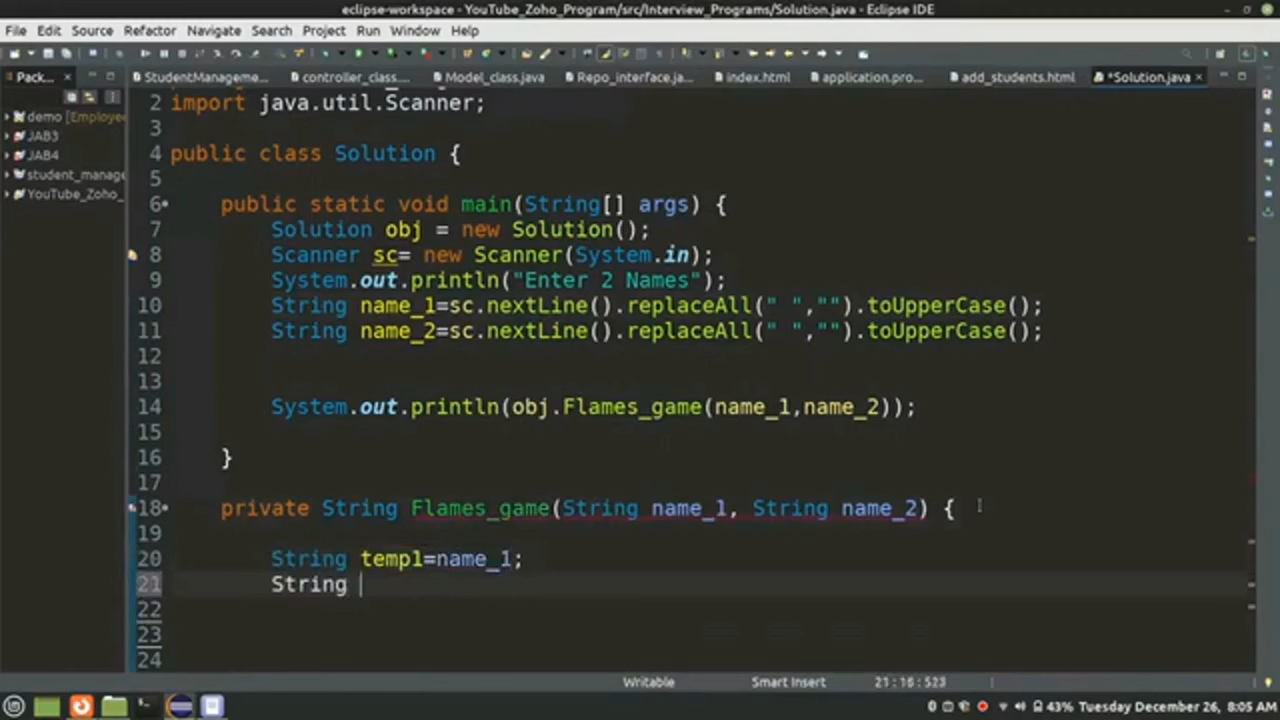 eclipse-workspace - YouTube_Zoho_Program/src/Interview_Programs/Solution.java - Eclipse IDE
File Edit Source Refactor Navigate Search Project Run Window Help
Pack... StudentManageme... controller_class.... Model_class.java Repo_interface.ja... index.html application.pro... add_students.html *Solution.java
demo [Employee
JAB3
JAB4
student_manage
YouTube_Zoho_
2 import java.util.Scanner;
3
4 public class Solution {
5
6 public static void main(String[] args) {
7 Solution obj = new Solution();
8 Scanner sc= new Scanner(System.in);
9 System.out.println("Enter 2 Names");
10 String name_1=sc.nextLine().replaceAll(" ","").toUpperCase();
11 String name_2=sc.nextLine().replaceAll(" ","").toUpperCase();
12
13
14 System.out.println(obj.Flames_game(name_1,name_2));
15
16 }
17
18 private String Flames_game(String name_1, String name_2) {
19
20 String temp1=name_1;
21 String
22
23
24
Writable Smart Insert 21:16:523
43% Tuesday December 26, 8:05 AM